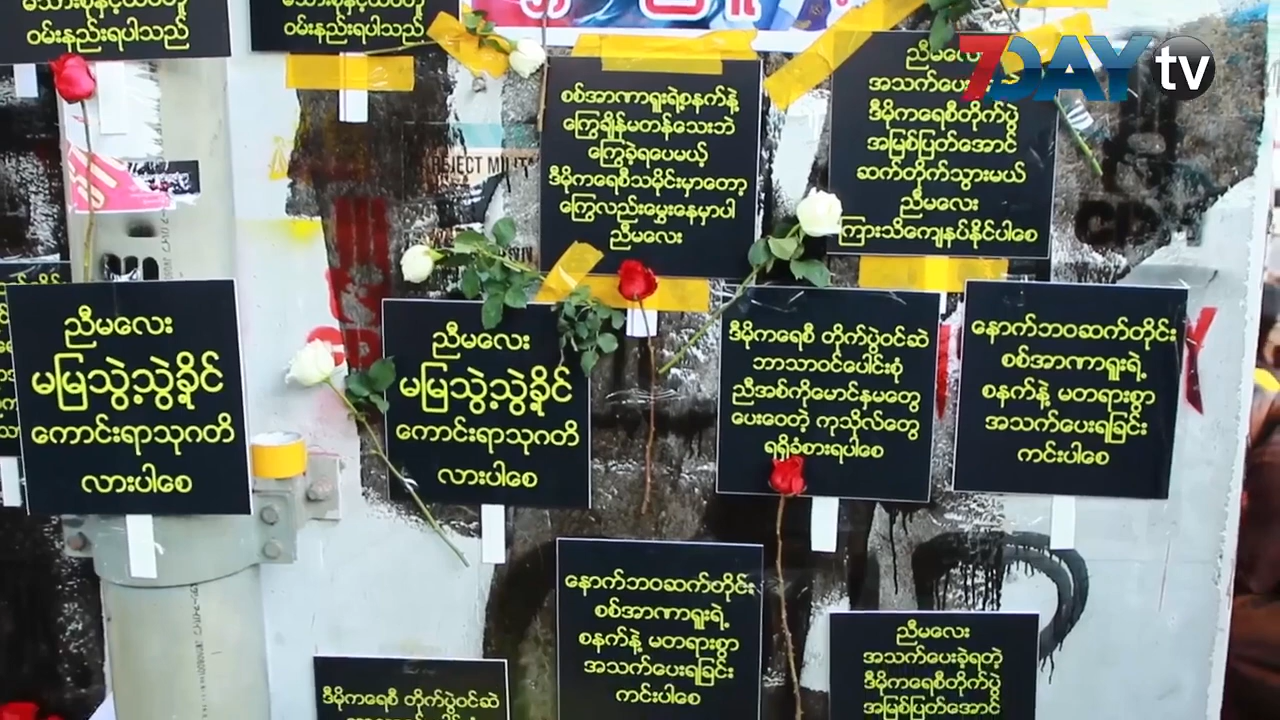 ဝမ်းနည်းရပါသည်
ဝမ်းနည်းရပါသည်
7DAY tv
စစ်အာဏာရူးရဲ့စနက်နဲ့
ကြွေချိန်မတန်သေးဘဲ
ကြွေခဲ့ရပေမယ့်
ဒီမိုကရေစီသမိုင်းမှာတော့
ကြွေလည်းမွှေးနေမှာပါ
ညီမလေး
ညီမလေး
အသက်ပေး
ဒီမိုကရေစီတိုက်ပွဲ
အမြစ်ပြတ်အောင်
ဆက်တိုက်သွားမယ်
ညီမလေး
ကြားသိကျေနပ်နိုင်ပါစေ
REJECT MILIT
ညီမလေး
မမြသွဲ့သွဲ့ခိုင်
ကောင်းရာသုဂတိ
လားပါစေ
ညီမလေး
မမြသွဲ့သွဲ့ခိုင်
ကောင်းရာသုဂတိ
လားပါစေ
ဒီမိုကရေစီ တိုက်ပွဲဝင်ဆဲ
ဘာသာဝင်ပေါင်းစုံ
ညီအစ်ကိုမောင်နှမတွေ
ပေးဝေတဲ့ ကုသိုလ်တွေ
ရရှိခံစားရပါစေ
နောက်ဘဝဆက်တိုင်း
စစ်အာဏာရူးရဲ့
စနက်နဲ့ မတရားစွာ
အသက်ပေးရခြင်း
ကင်းပါစေ
ဒီမိုကရေစီ တိုက်ပွဲဝင်ဆဲ
နောက်ဘဝဆက်တိုင်း
စစ်အာဏာရူးရဲ့
စနက်နဲ့ မတရားစွာ
အသက်ပေးရခြင်း
ကင်းပါစေ
ညီမလေး
အသက်ပေးခဲ့ရတဲ့
ဒီမိုကရေစီတိုက်ပွဲ
အမြစ်ပြတ်အောင်